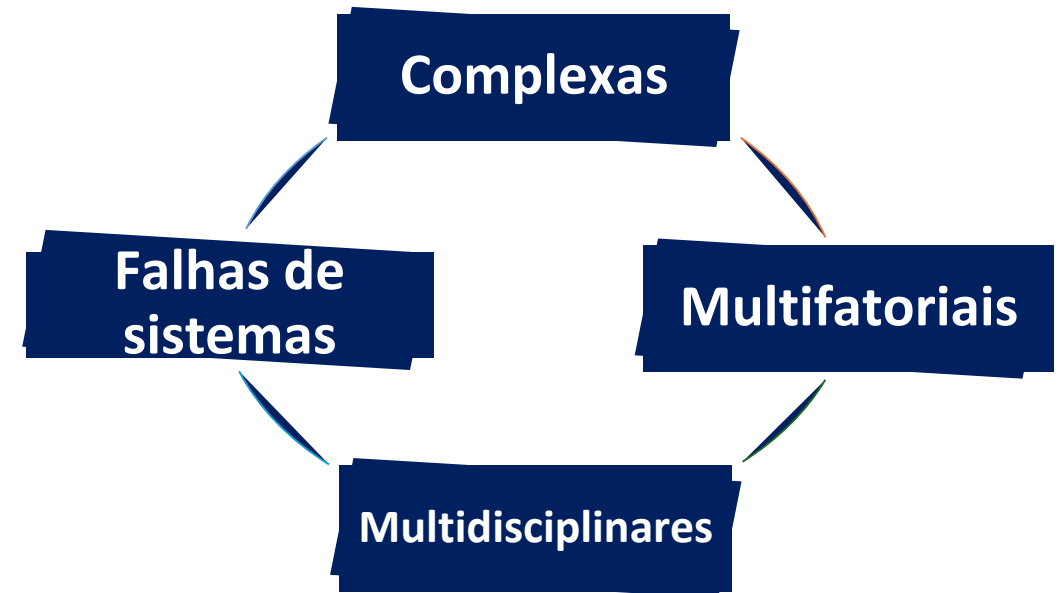 Complexas
Falhas de
sistemas
Multifatoriais
Multidisciplinares